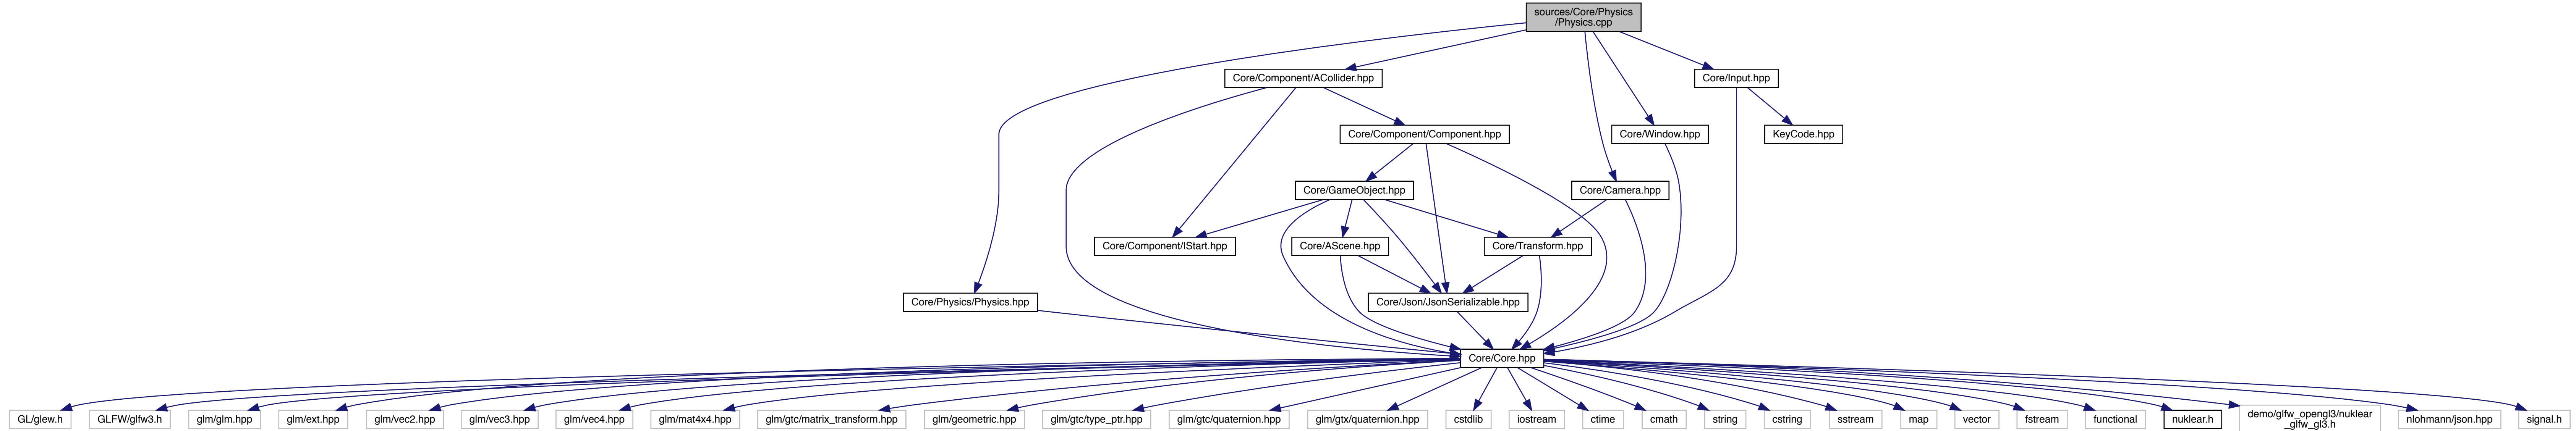 sources/Core/Physics
/Physics.cpp
Core/Component/ACollider.hpp
Core/Input.hpp
Core/Component/Component.hpp
Core/Window.hpp
KeyCode.hpp
Core/GameObject.hpp
Core/Camera.hpp
Core/Component/IStart.hpp
Core/AScene.hpp
Core/Transform.hpp
Core/Physics/Physics.hpp
Core/Json/JsonSerializable.hpp
Core/Core.hpp
GL/glew.h
GLFW/glfw3.h
glm/glm.hpp
glm/ext.hpp
glm/vec2.hpp
glm/vec3.hpp
glm/vec4.hpp
glm/mat4x4.hpp
glm/gtc/matrix_transform.hpp
glm/geometric.hpp
glm/gtc/type_ptr.hpp
glm/gtc/quaternion.hpp
glm/gtx/quaternion.hpp
cstdlib
iostream
ctime
cmath
string
cstring
sstream
map
vector
fstream
functional
nuklear.h
demo/glfw_opengl3/nuklear
_glfw_gl3.h
nlohmann/json.hpp
signal.h